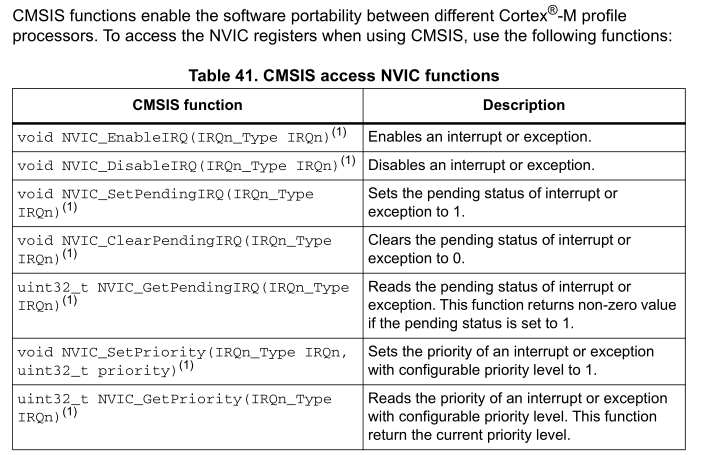 CMSIS functions enable the software portability between different Cortex®-M profile
processors. To access the NVIC registers when using CMSIS, use the following functions:
Table 41. CMSIS access NVIC functions
CMSIS function
Description
void NVIC_EnableIRQ(IRQn_Type IRQn)(1)
Enables an interrupt or exception.
void NVIC_DisableIRQ(IRQn_Type IRQn)(1)
Disables an interrupt or exception.
void NVIC_SetPendingIRQ(IRQn_Type
IRQn)(1)
Sets the pending status of interrupt or
exception to 1.
void NVIC_ClearPendingIRQ(IRQn_Type
IRQn)(1)
Clears the pending status of interrupt or
exception to 0.
uint32_t NVIC_GetPendingIRQ(IRQn_Type
IRQn)(1)
Reads the pending status of interrupt or
exception. This function returns non-zero value
if the pending status is set to 1.
void NVIC_SetPriority(IRQn_Type IRQn,
uint32_t priority)(1)
Sets the priority of an interrupt or exception
with configurable priority level to 1.
uint32_t NVIC_GetPriority(IRQn_Type
IRQn)(1)
Reads the priority of an interrupt or exception
with configurable priority level. This function
return the current priority level.